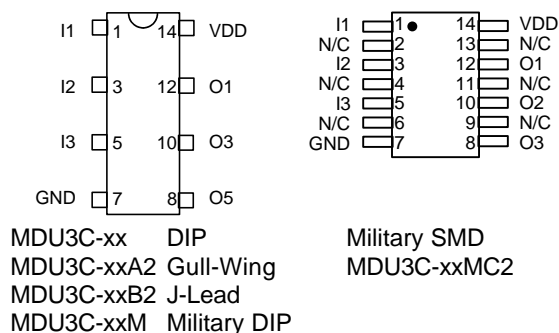 I1 1 14 VDD
I2 3 12 O1
I3 5 10 O3
GND 7 8 O5
MDU3C-xx DIP
MDU3C-xxA2 Gull-Wing
MDU3C-xxB2 J-Lead
MDU3C-xxM Military DIP
I1 1 14 VDD
N/C 2 13 N/C
I2 3 12 O1
N/C 4 11 N/C
I3 5 10 O2
N/C 6 9 N/C
GND 7 8 O3
Military SMD
MDU3C-xxMC2